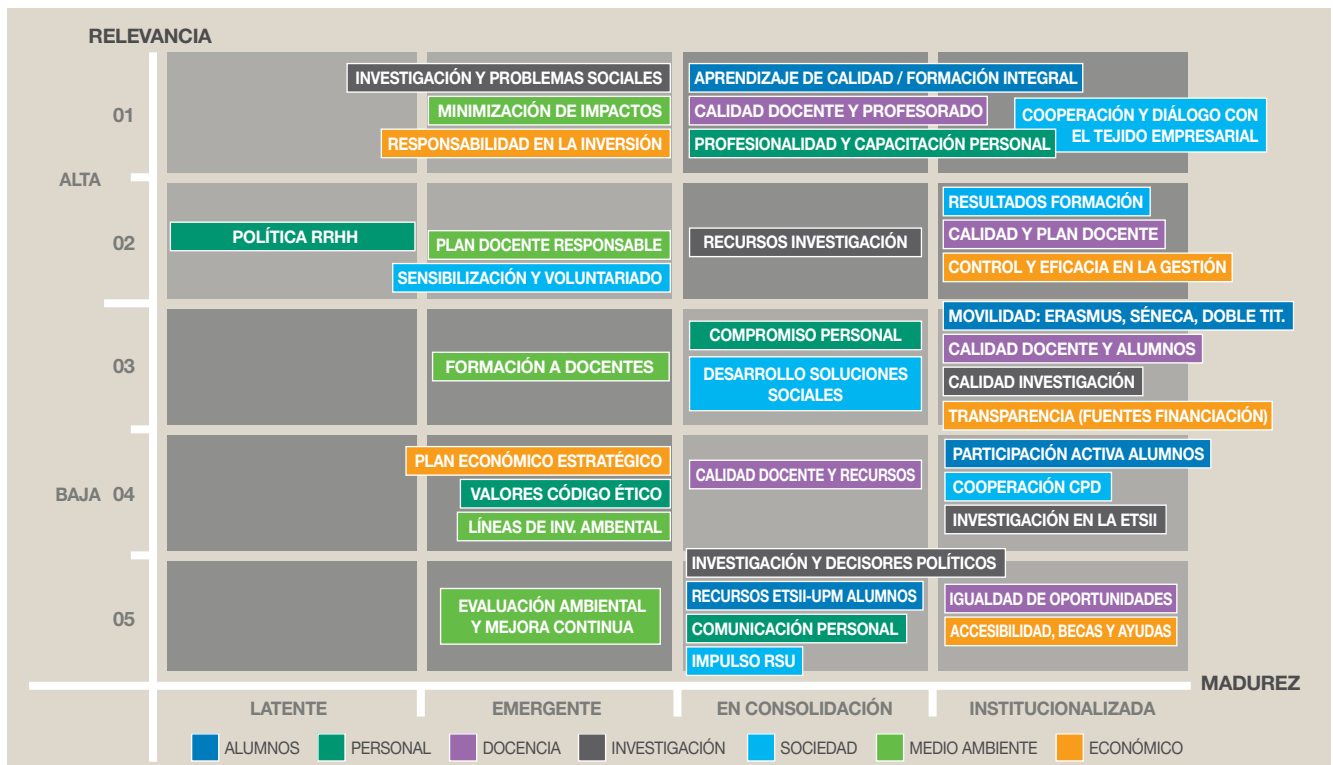 RELEVANCIA
01
INVESTIGACIÓN Y PROBLEMAS SOCIALES
MINIMIZACIÓN DE IMPACTOS
RESPONSABILIDAD EN LA INVERSIÓN
APRENDIZAJE DE CALIDAD / FORMACIÓN INTEGRAL
CALIDAD DOCENTE Y PROFESORADO
PROFESIONALIDAD Y CAPACITACIÓN PERSONAL
COOPERACIÓN Y DIÁLOGO CON
EL TEJIDO EMPRESARIAL
ALTA
02
POLÍTICA RRHH
PLAN DOCENTE RESPONSABLE
SENSIBILIZACIÓN Y VOLUNTARIADO
RECURSOS INVESTIGACIÓN
RESULTADOS FORMACIÓN
CALIDAD Y PLAN DOCENTE
CONTROL Y EFICACIA EN LA GESTIÓN
03
FORMACIÓN A DOCENTES
COMPROMISO PERSONAL
DESARROLLO SOLUCIONES
SOCIALES
MOVILIDAD: ERASMUS, SÉNECA, DOBLE TIT.
CALIDAD DOCENTE Y ALUMNOS
CALIDAD INVESTIGACIÓN
TRANSPARENCIA (FUENTES FINANCIACIÓN)
BAJA 04
PLAN ECONÓMICO ESTRATÉGICO
VALORES CÓDIGO ÉTICO
LÍNEAS DE INV. AMBENTAL
CALIDAD DOCENTE Y RECURSOS
PARTICIPACIÓN ACTIVA ALUMNOS
COOPERACIÓN CPD
INVESTIGACIÓN EN LA ETSII
05
EVALUACIÓN AMBIENTAL
Y MEJORA CONTINUA
INVESTIGACIÓN Y DECISORES POLÍTICOS
RECURSOS ETSII-UPM ALUMNOS
COMUNICACIÓN PERSONAL
IMPULSO RSU
IGUALDAD DE OPORTUNIDADES
ACCESIBILIDAD, BECAS Y AYUDAS
MADUREZ
LATENTE
EMERGENTE
EN CONSOLIDACIÓN
INSTITUCIONALIZADA
ALUMNOS
PERSONAL
DOCENCIA
INVESTIGACIÓN
SOCIEDAD
MEDIO AMBIENTE
ECONÓMICO